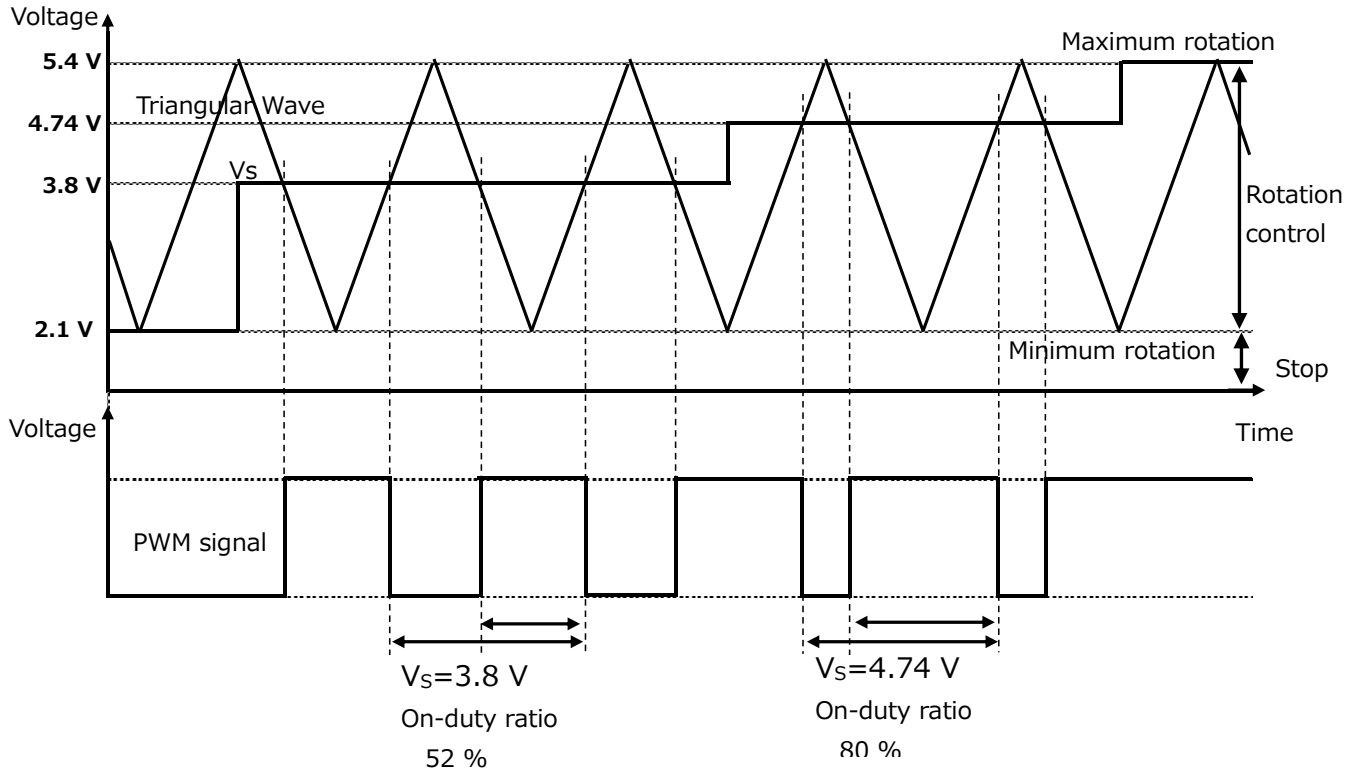 Voltage
5.4 V
Maximum rotation
Triangular Wave
4.74 V
Vs
3.8 V
Rotation
control
2.1 V
Minimum rotation
Stop
Voltage
Time
PWM signal
VS=3.8 V
On-duty ratio
52 %
VS=4.74 V
On-duty ratio
80 %